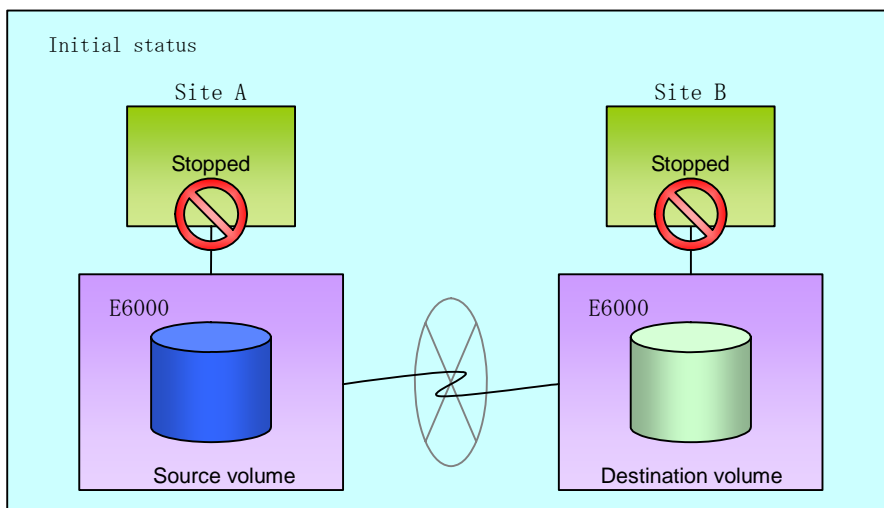 Initial status
Site A
Site B
Stopped
Stopped
E6000
E6000
Source volume
Destination volume